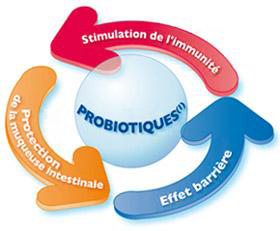 Stimulation de l'immunité
PROBIOTIQUES(1)
Protection
de la muqueuse intestinale
Effet barrière